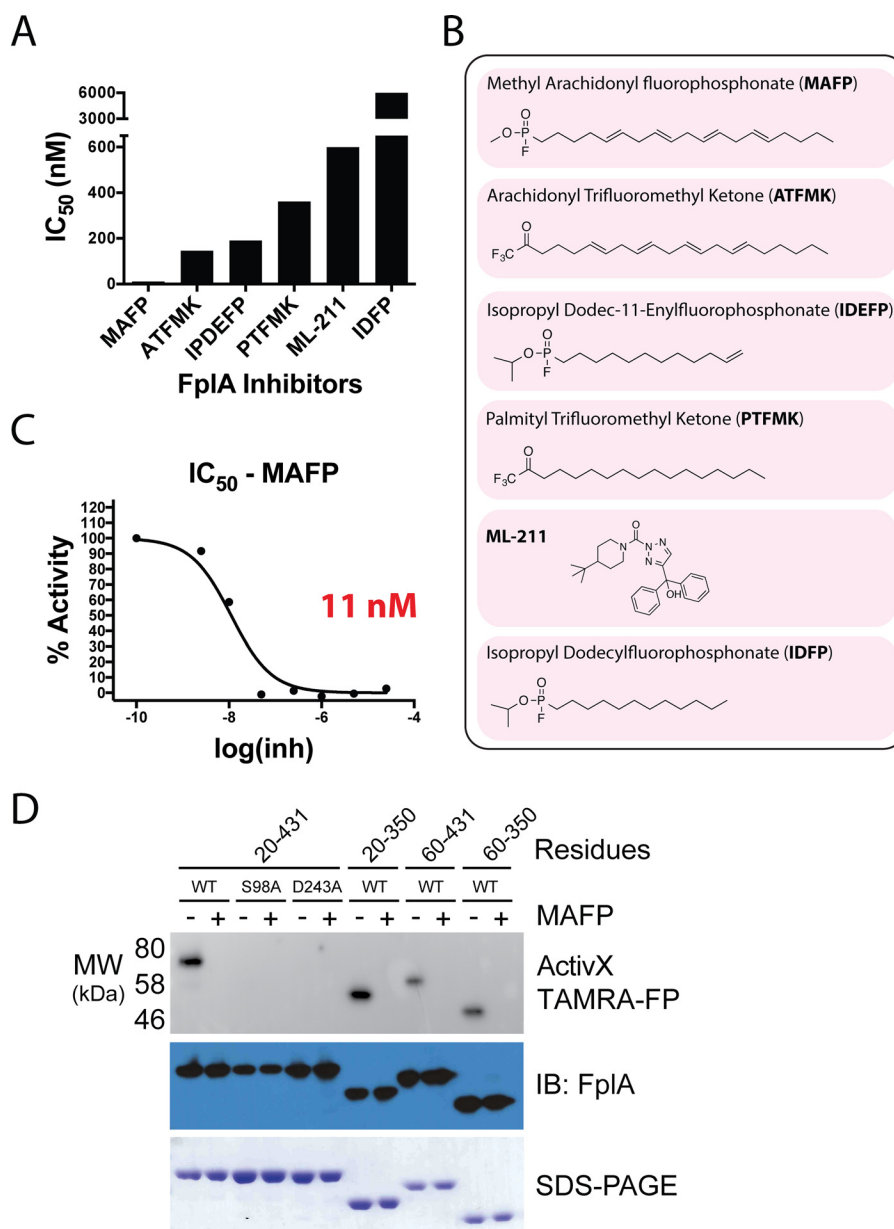 A
IC50 (nM)
6000
3000
600
400
200
0
MAFP
ATFMK
IPDEFP
PTFMK
ML-211
IDFP
FplA Inhibitors
B
Methyl Arachidonyl fluorophosphonate (MAFP)
O
O P
F
Arachidonyl Trifluoromethyl Ketone (ATFMK)
O
F3C
Isopropyl Dodec-11-Enylfluorophosphonate (IDEFP)
O
O P
F
Palmityl Trifluoromethyl Ketone (PTFMK)
O
F3C
ML-211
O
N N N
N
OH
Isopropyl Dodecylfluorophosphonate (IDFP)
O
O P
F
C
IC50 - MAFP
% Activity
120
110
100
90
80
70
60
50
40
30
20
10
0
11 nM
-10 -8 -6 -4
log(inh)
D
20-431 20-350 60-431 60-350 Residues
WT S98A D243A WT WT WT
- + - + - + - + - + - + MAFP
MW
(kDa)
80
58
46
ActivX
TAMRA-FP
IB: FplA
SDS-PAGE